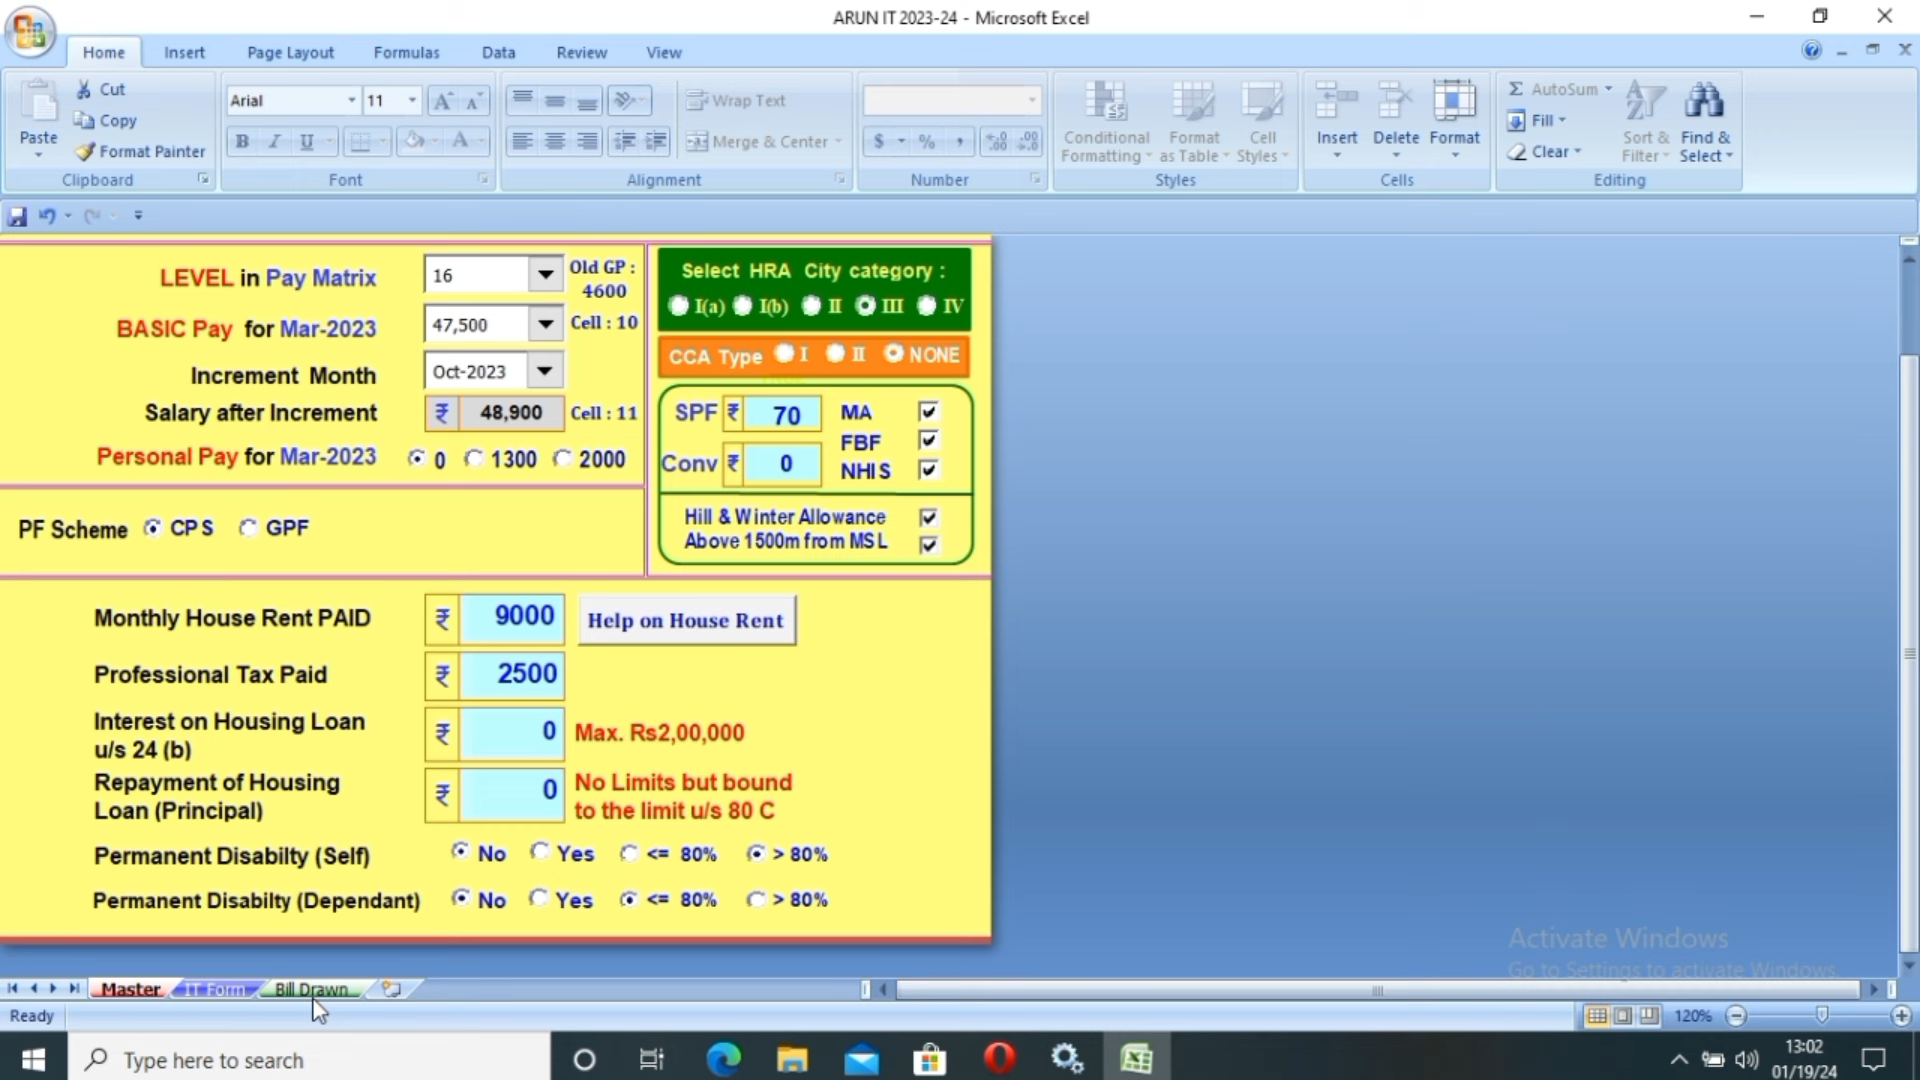 ARUN IT 2023-24 - Microsoft Excel
Home Insert Page Layout Formulas Data Review View
Paste
Cut
Copy
Format Painter
Clipboard
Arial 11
B I U
Font
Wrap Text
Merge & Center
Alignment
$ % ,
Number
Conditional Formatting
Format as Table
Cell Styles
Styles
Insert Delete Format
Cells
Σ AutoSum
Fill
Clear
Sort & Filter
Find & Select
Editing
LEVEL in Pay Matrix 16 Old GP : 4600
BASIC Pay for Mar-2023 47,500 Cell : 10
Increment Month Oct-2023
Salary after Increment ₹ 48,900 Cell : 11
Personal Pay for Mar-2023 0 1300 2000
PF Scheme CPS GPF
Select HRA City category :
I(a) I(b) II III IV
CCA Type I II NONE
SPF ₹ 70 MA
FBF
Conv ₹ 0 NHIS
Hill & Winter Allowance
Above 1500m from MSL
Monthly House Rent PAID ₹ 9000 Help on House Rent
Professional Tax Paid ₹ 2500
Interest on Housing Loan
u/s 24 (b) ₹ 0 Max. Rs2,00,000
Repayment of Housing
Loan (Principal) ₹ 0 No Limits but bound
to the limit u/s 80 C
Permanent Disabilty (Self) No Yes <= 80% > 80%
Permanent Disabilty (Dependant) No Yes <= 80% > 80%
Activate Windows
Go to Settings to activate Windows.
Master IT Form Bill Drawn
Ready 120%
Type here to search
13:02
01/19/24